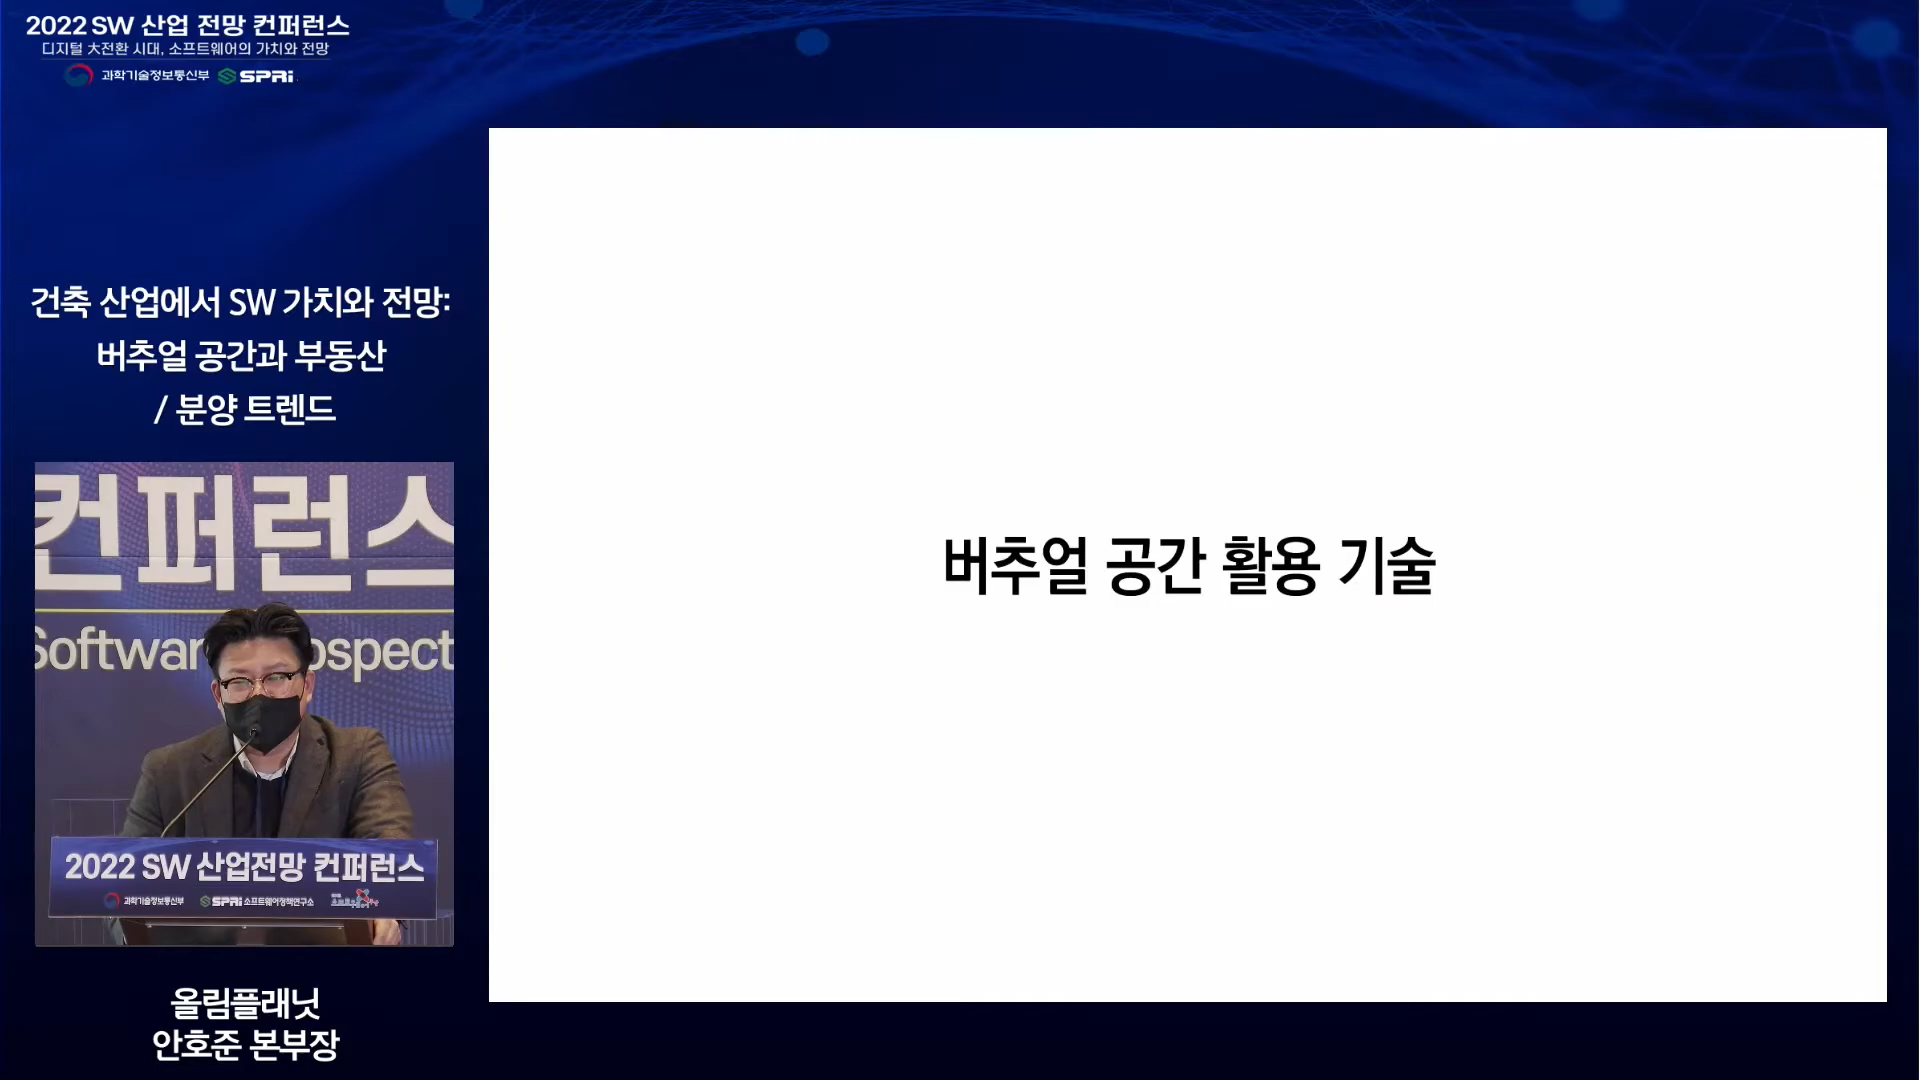 2022 SW 산업 전망 컨퍼런스
디지털 大전환 시대, 소프트웨어의 가치와 전망
과학기술정보통신부 SPRi
건축 산업에서 SW 가치와 전망:
버추얼 공간과 부동산
/ 분양 트렌드
버추얼 공간 활용 기술
컨퍼런스
2022 SW 산업전망 컨퍼런스
과학기술정보통신부 SPRi 소프트웨어정책연구소
올림플래닛
안호준 본부장